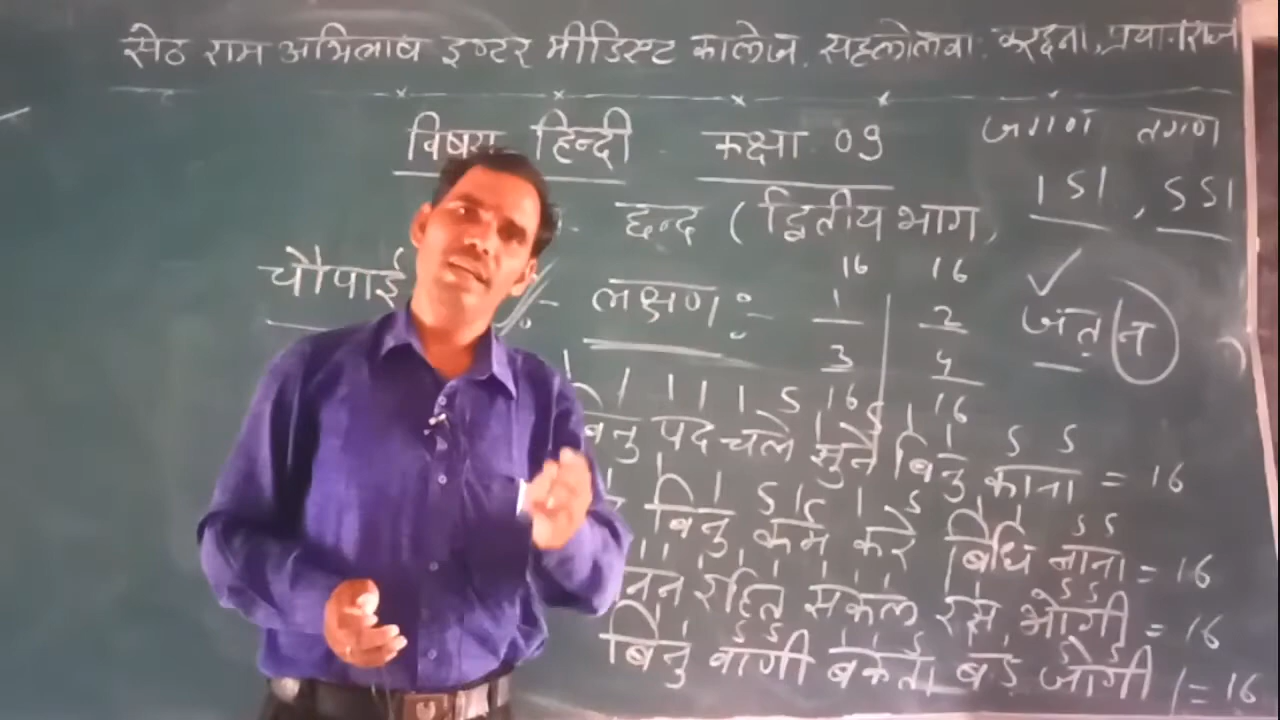 सेठ राम अभिलाष इण्टर मीडिएट कालेज, सहलोलवा. करछना, प्रयागराज
विषय हिन्दी कक्षा 09 जगण तगण
छन्द (द्वितीय भाग, ISI, SSI
चौपाई :- लक्षण :- 16 16
1 2
3 4 जंत् न
16 16
I I I I I S I S I I S S
बिनु पद चलै सुनै बिनु काना = 16
बिनु कर्म करै बिधि नाना = 16
रहित सकल रस भोगी = 16
बिनु वाणी बकता बड़ जोगी । = 16